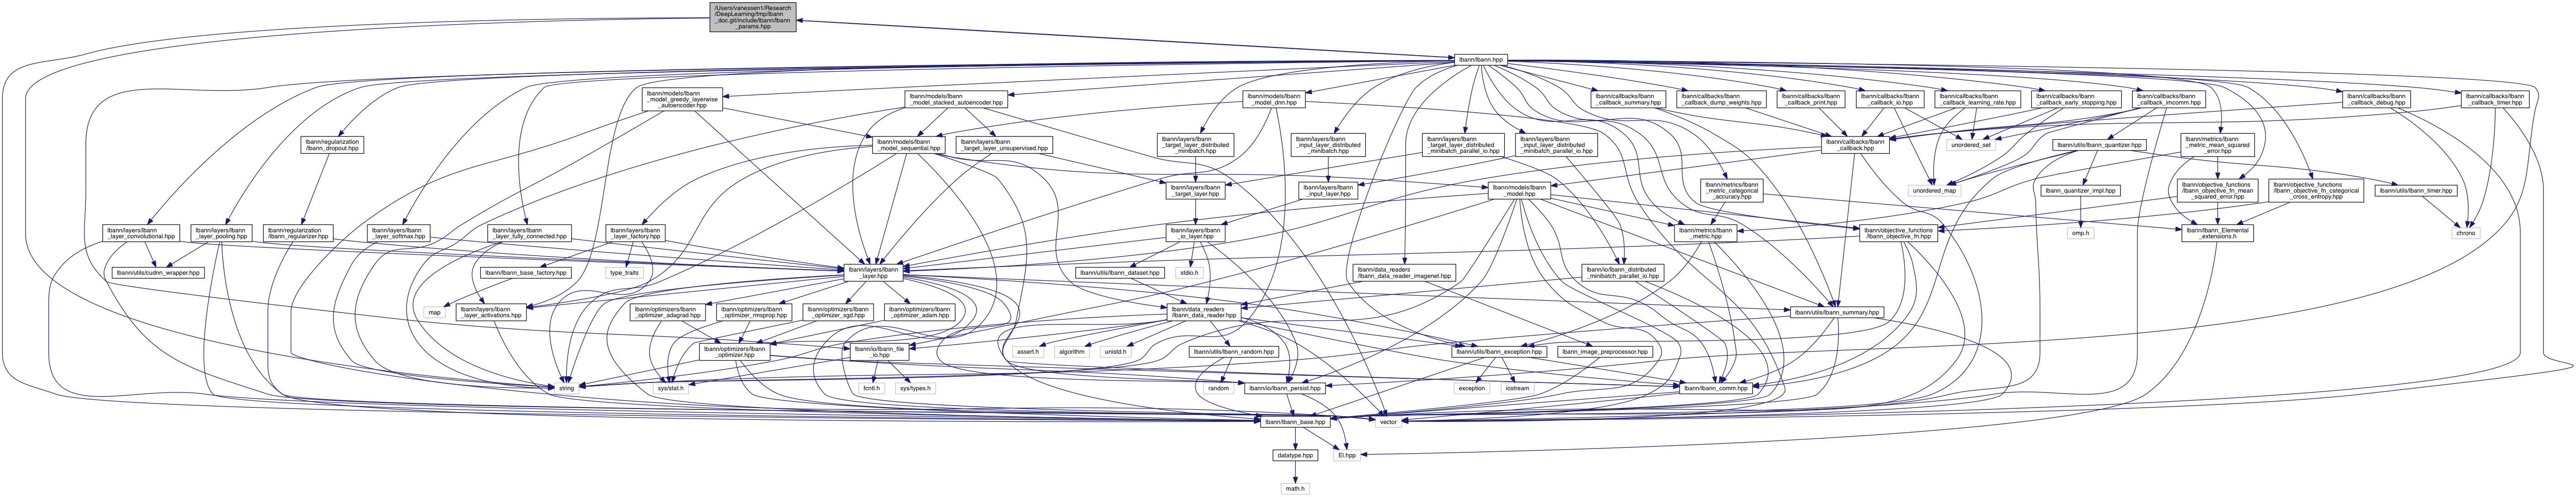 /Users/vanessen1/Research
/DeepLearning/tmp/lbann
_doc.git/include/lbann/lbann
_params.hpp
lbann/lbann.hpp
lbann/models/lbann
_model_greedy_layerwise
_autoencoder.hpp
lbann/models/lbann
_model_stacked_autoencoder.hpp
lbann/models/lbann
_model_dnn.hpp
lbann/callbacks/lbann
_callback_summary.hpp
lbann/callbacks/lbann
_callback_dump_weights.hpp
lbann/callbacks/lbann
_callback_print.hpp
lbann/callbacks/lbann
_callback_io.hpp
lbann/callbacks/lbann
_callback_learning_rate.hpp
lbann/callbacks/lbann
_callback_early_stopping.hpp
lbann/callbacks/lbann
_callback_imcomm.hpp
lbann/callbacks/lbann
_callback_debug.hpp
lbann/callbacks/lbann
_callback_timer.hpp
lbann/regularization
/lbann_dropout.hpp
lbann/models/lbann
_model_sequential.hpp
lbann/layers/lbann
_target_layer_unsupervised.hpp
lbann/layers/lbann
_target_layer_distributed
_minibatch.hpp
lbann/layers/lbann
_input_layer_distributed
_minibatch.hpp
lbann/layers/lbann
_target_layer_distributed
_minibatch_parallel_io.hpp
lbann/layers/lbann
_input_layer_distributed
_minibatch_parallel_io.hpp
lbann/callbacks/lbann
_callback.hpp
unordered_set
lbann/utils/lbann_quantizer.hpp
lbann/metrics/lbann
_metric_mean_squared
_error.hpp
lbann/layers/lbann
_target_layer.hpp
lbann/layers/lbann
_input_layer.hpp
lbann/models/lbann
_model.hpp
lbann/metrics/lbann
_metric_categorical
_accuracy.hpp
unordered_map
lbann_quantizer_impl.hpp
lbann/objective_functions
/lbann_objective_fn_mean
_squared_error.hpp
lbann/objective_functions
/lbann_objective_fn_categorical
_cross_entropy.hpp
lbann/utils/lbann_timer.hpp
lbann/layers/lbann
_layer_convolutional.hpp
lbann/layers/lbann
_layer_pooling.hpp
lbann/regularization
/lbann_regularizer.hpp
lbann/layers/lbann
_layer_softmax.hpp
lbann/layers/lbann
_layer_fully_connected.hpp
lbann/layers/lbann
_layer_factory.hpp
lbann/layers/lbann
_io_layer.hpp
lbann/metrics/lbann
_metric.hpp
lbann/objective_functions
/lbann_objective_fn.hpp
omp.h
lbann/lbann_Elemental
_extensions.h
chrono
lbann/utils/cudnn_wrapper.hpp
lbann/lbann_base_factory.hpp
type_traits
lbann/layers/lbann
_layer.hpp
lbann/utils/lbann_dataset.hpp
stdio.h
lbann/data_readers
/lbann_data_reader_imagenet.hpp
lbann/io/lbann_distributed
_minibatch_parallel_io.hpp
map
lbann/layers/lbann
_layer_activations.hpp
lbann/optimizers/lbann
_optimizer_adagrad.hpp
lbann/optimizers/lbann
_optimizer_rmsprop.hpp
lbann/optimizers/lbann
_optimizer_sgd.hpp
lbann/optimizers/lbann
_optimizer_adam.hpp
lbann/data_readers
/lbann_data_reader.hpp
lbann/utils/lbann_summary.hpp
lbann/optimizers/lbann
_optimizer.hpp
lbann/io/lbann_file
_io.hpp
assert.h
algorithm
unistd.h
lbann/utils/lbann_random.hpp
lbann/utils/lbann_exception.hpp
lbann_image_preprocessor.hpp
string
sys/stat.h
fcntl.h
sys/types.h
random
lbann/io/lbann_persist.hpp
exception
iostream
lbann/lbann_comm.hpp
lbann/lbann_base.hpp
vector
datatype.hpp
El.hpp
math.h